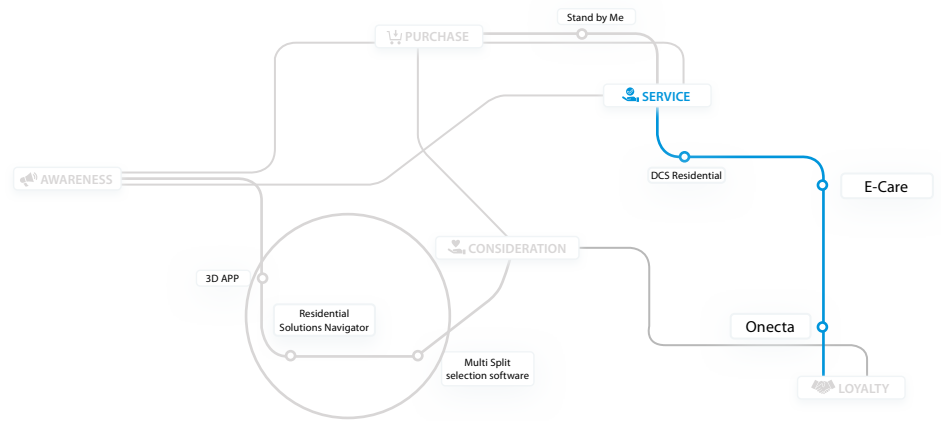 Stand by Me
PURCHASE
SERVICE
DCS Residential
AWARENESS
E-Care
CONSIDERATION
3D APP
Residential
Solutions Navigator
Onecta
Multi Split
selection software
LOYALTY